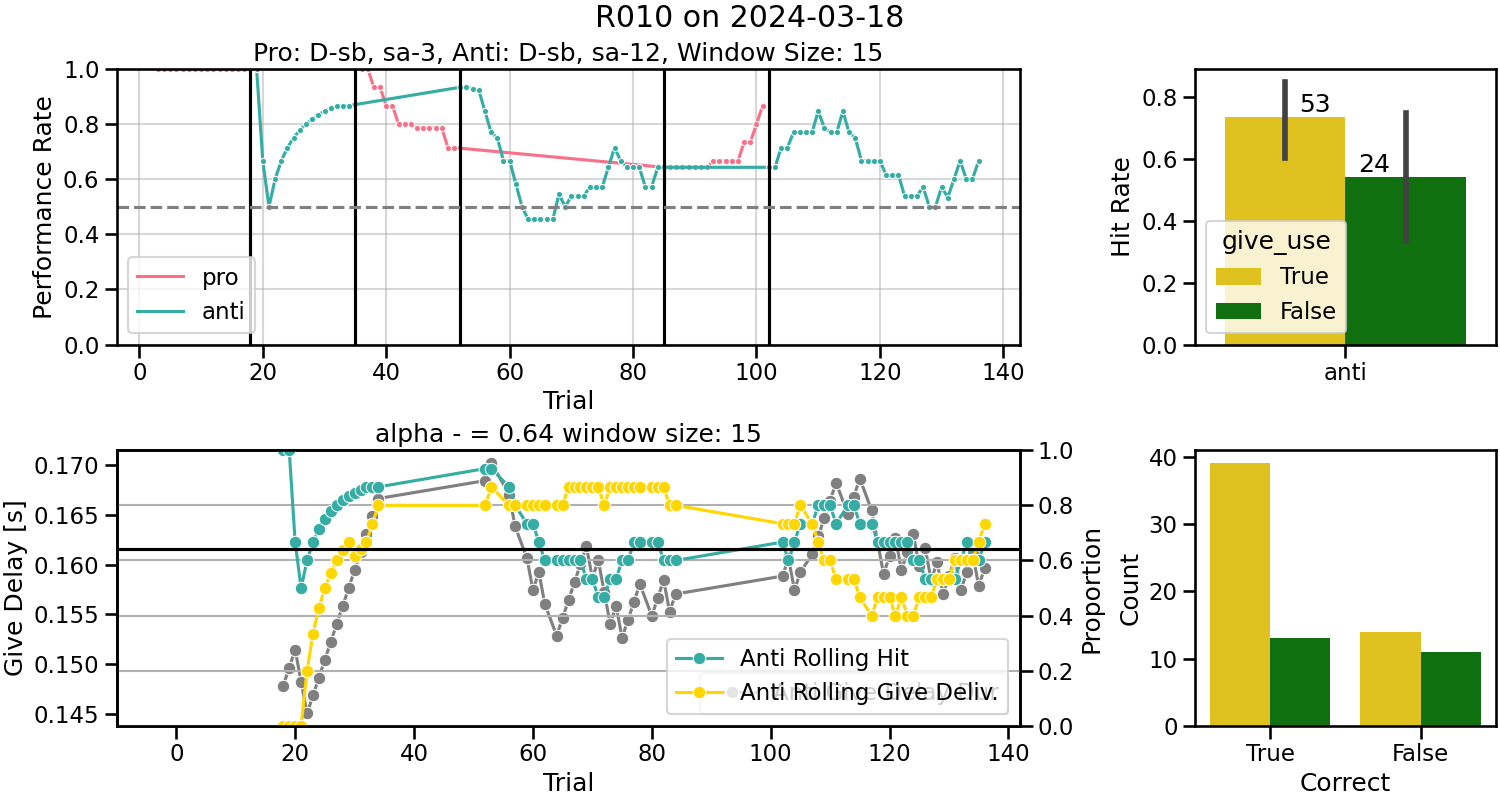 R010 on 2024-03-18
Pro: D-sb, sa-3, Anti: D-sb, sa-12, Window Size: 15
Performance Rate
1.0
0.8
0.6
0.4
0.2
0.0
pro
anti
0
20
40
60
80
100
120
140
Trial
Hit Rate
0.8
0.6
0.4
0.2
0.0
53
24
give_use
True
False
anti
alpha - = 0.64 window size: 15
Give Delay [s]
0.170
0.165
0.160
0.155
0.150
0.145
1.0
0.8
0.6
0.4
0.2
0.0
Proportion
Anti Rolling Hit
Anti Rolling Give Deliv.
0
20
40
60
80
100
120
140
Trial
Count
40
30
20
10
0
True
False
Correct